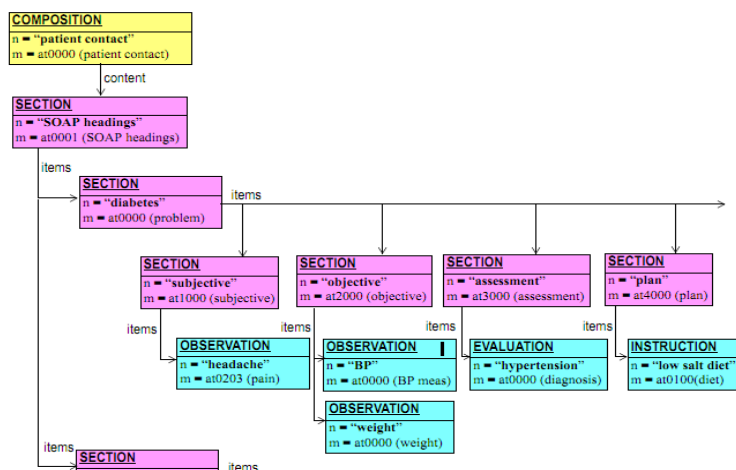 COMPOSITION
n = "patient contact"
m = at0000 (patient contact)
content
SECTION
n = "SOAP headings"
m = at0001 (SOAP headings)
items
SECTION
n = "diabetes"
m = at0000 (problem)
items
SECTION
n = "subjective"
m = at1000 (subjective)
SECTION
n = "objective"
m = at2000 (objective)
SECTION
n = "assessment"
m = at3000 (assessment)
SECTION
n = "plan"
m = at4000 (plan)
items
items
items
items
OBSERVATION
n = "headache"
m = at0203 (pain)
OBSERVATION
n = "BP"
m = at0000 (BP meas)
EVALUATION
n = "hypertension"
m = at0000 (diagnosis)
INSTRUCTION
n = "low salt diet"
m = at0100(diet)
OBSERVATION
n = "weight"
m = at0000 (weight)
items
SECTION
items